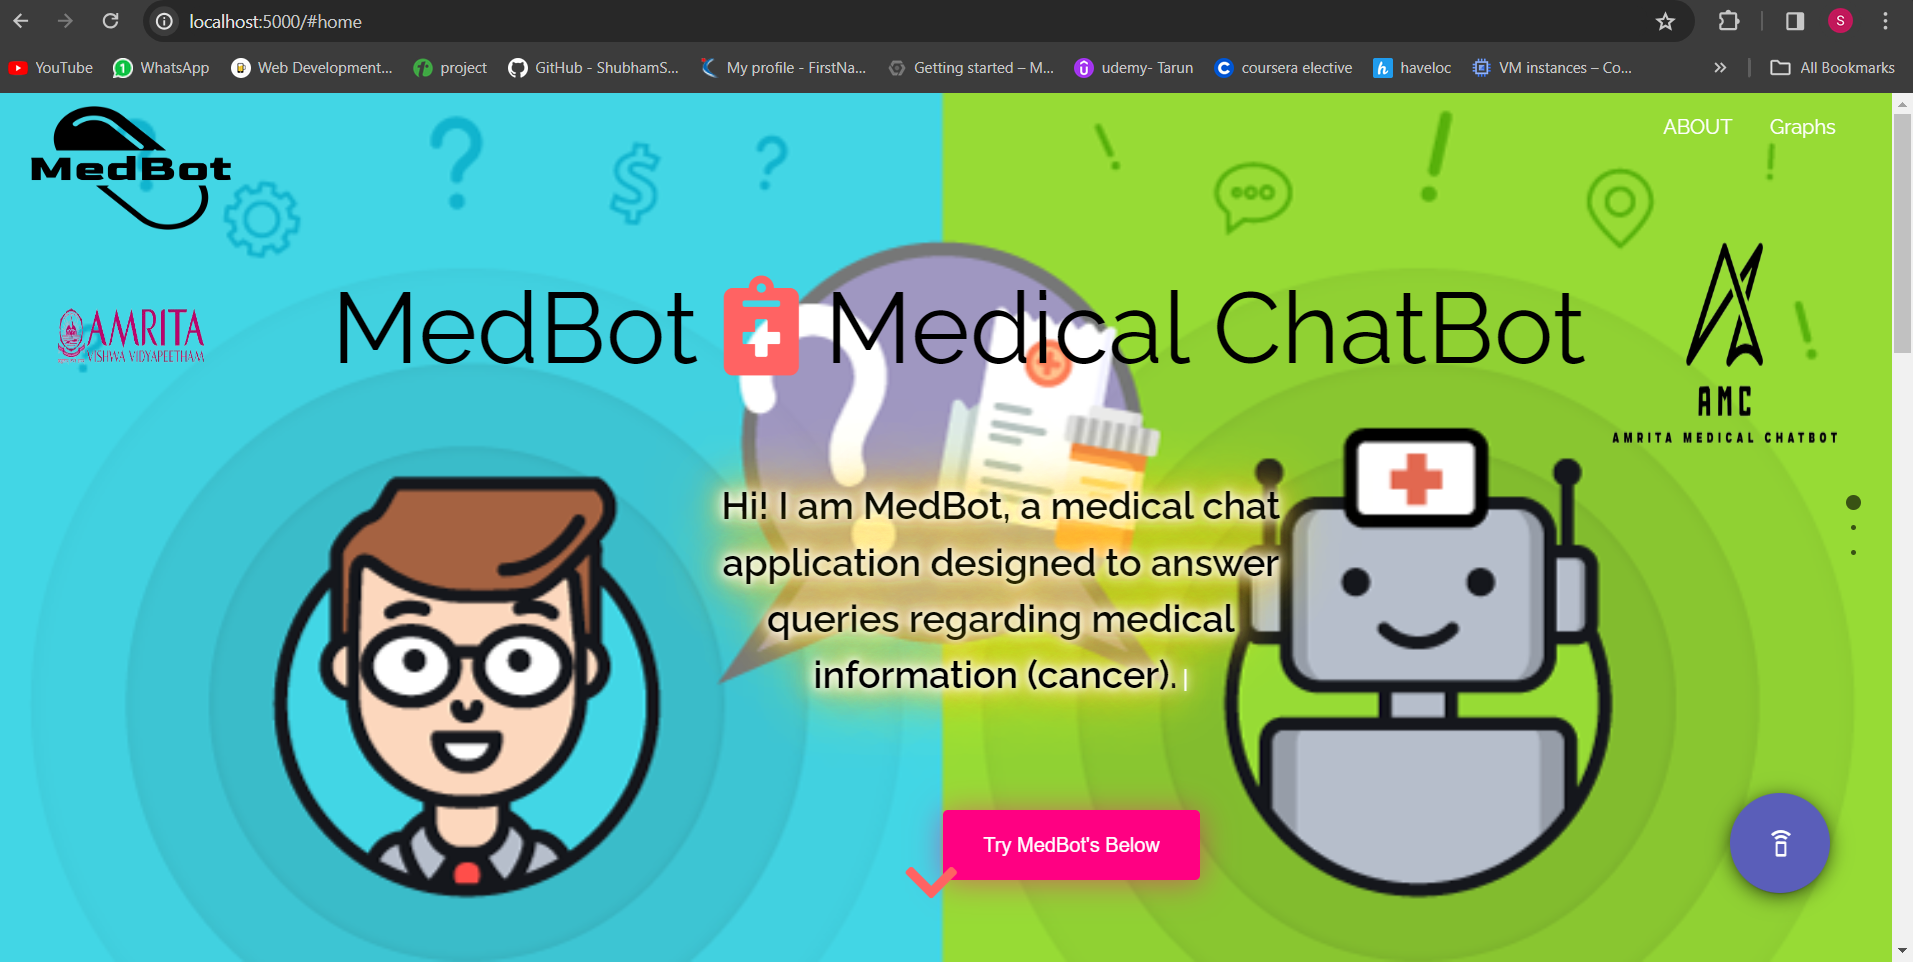 localhost:5000/#home
YouTube
WhatsApp
Web Development...
project
GitHub - ShubhamS...
My profile - FirstNa...
Getting started – M...
udemy- Tarun
coursera elective
haveloc
VM instances – Co...
All Bookmarks
S
MedBot
ABOUT
Graphs
AMRITA
VISHWA VIDYAPEETHAM
MedBot Medical ChatBot
AMC
AMRITA MEDICAL CHATBOT
Hi! I am MedBot, a medical chat
application designed to answer
queries regarding medical
information (cancer).
Try MedBot's Below